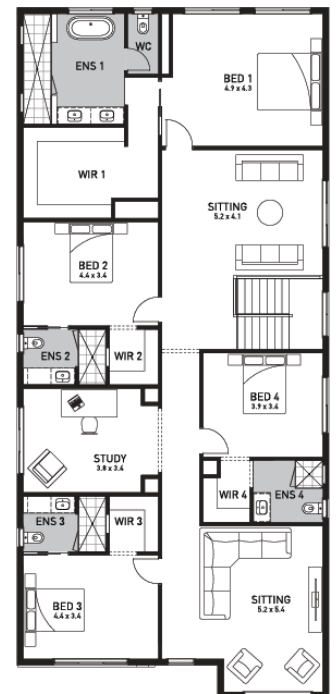 ENS 1
WC
BED 1
4.9 x 4.3
WIR 1
SITTING
5.2 x 4.1
BED 2
4.4 x 3.4
ENS 2
WIR 2
BED 4
3.9 x 3.4
STUDY
3.8 x 3.4
WIR 4
ENS 4
ENS 3
WIR 3
BED 3
4.4 x 3.4
SITTING
5.2 x 5.4